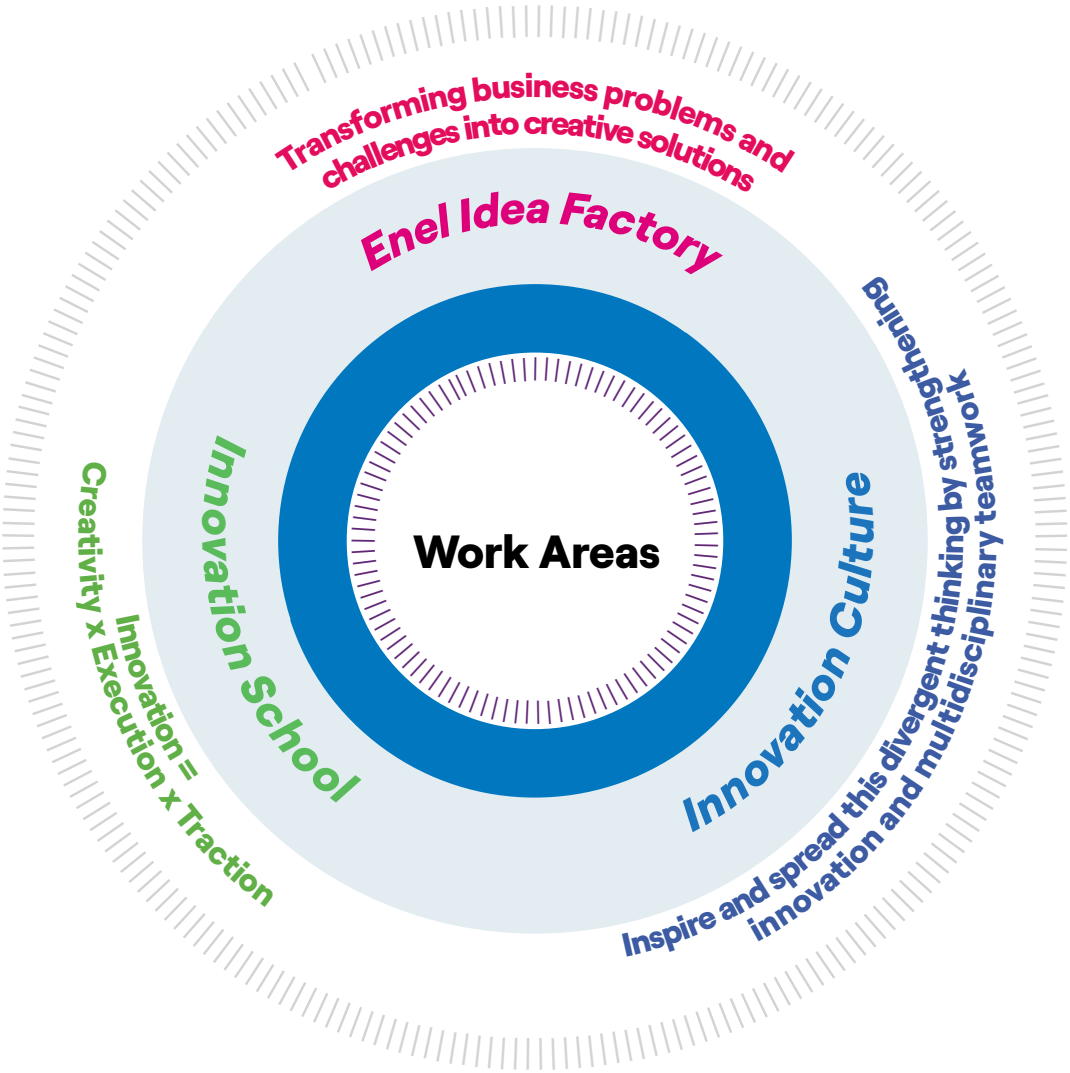 Transforming business problems and
challenges into creative solutions
Enel Idea Factory
Work Areas
Innovation School
Innovation =
Creativity x Execution x Traction
Innovation Culture
Inspire and spread this divergent thinking by strengthening
innovation and multidisciplinary teamwork